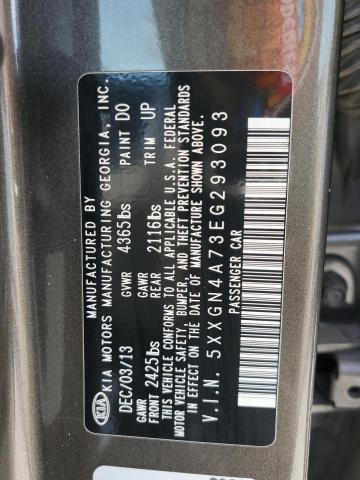 MANUFACTURED BY
KIA KIA MOTORS MANUFACTURING GEORGIA, INC.
DEC/03/13 GVWR 4365lbs PAINT DO
GAWR FRONT 2425lbs GAWR REAR 2116lbs TRIM UP
THIS VEHICLE CONFORMS TO ALL APPLICABLE U.S.A. FEDERAL
MOTOR VEHICLE SAFETY, BUMPER, AND THEFT PREVENTION STANDARDS
IN EFFECT ON THE DATE OF MANUFACTURE SHOWN ABOVE.
V.I.N. 5XXGN4A73EG293093
PASSENGER CAR